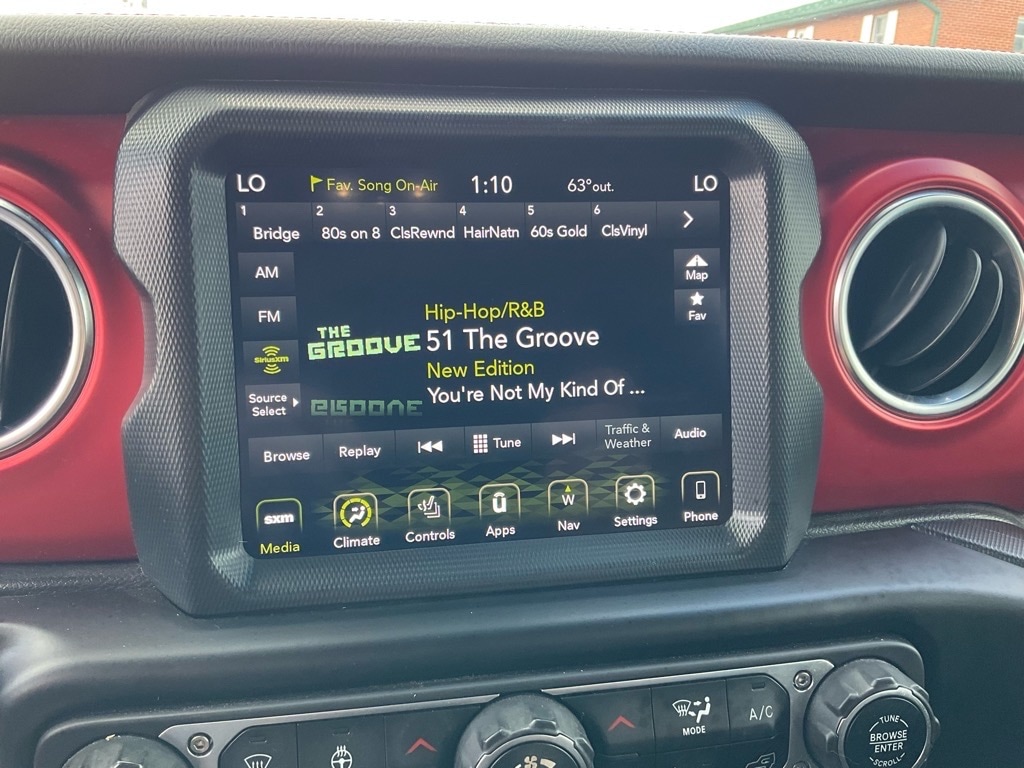 LO Fav. Song On-Air 1:10 63°out. LO
1 2 3 4 5 6
Bridge 80s on 8 ClsRewnd HairNatn 60s Gold ClsVinyl
AM
Map
FM
Fav
SiriusXM
Source
Select
Hip-Hop/R&B
THE
GROOVE
51 The Groove
New Edition
You're Not My Kind Of ...
Browse Replay Tune Traffic &
Weather Audio
sxm
Media Climate Controls
û
Apps
W
Nav Settings Phone
MODE
A/C
TUNE
BROWSE
ENTER
SCROLL